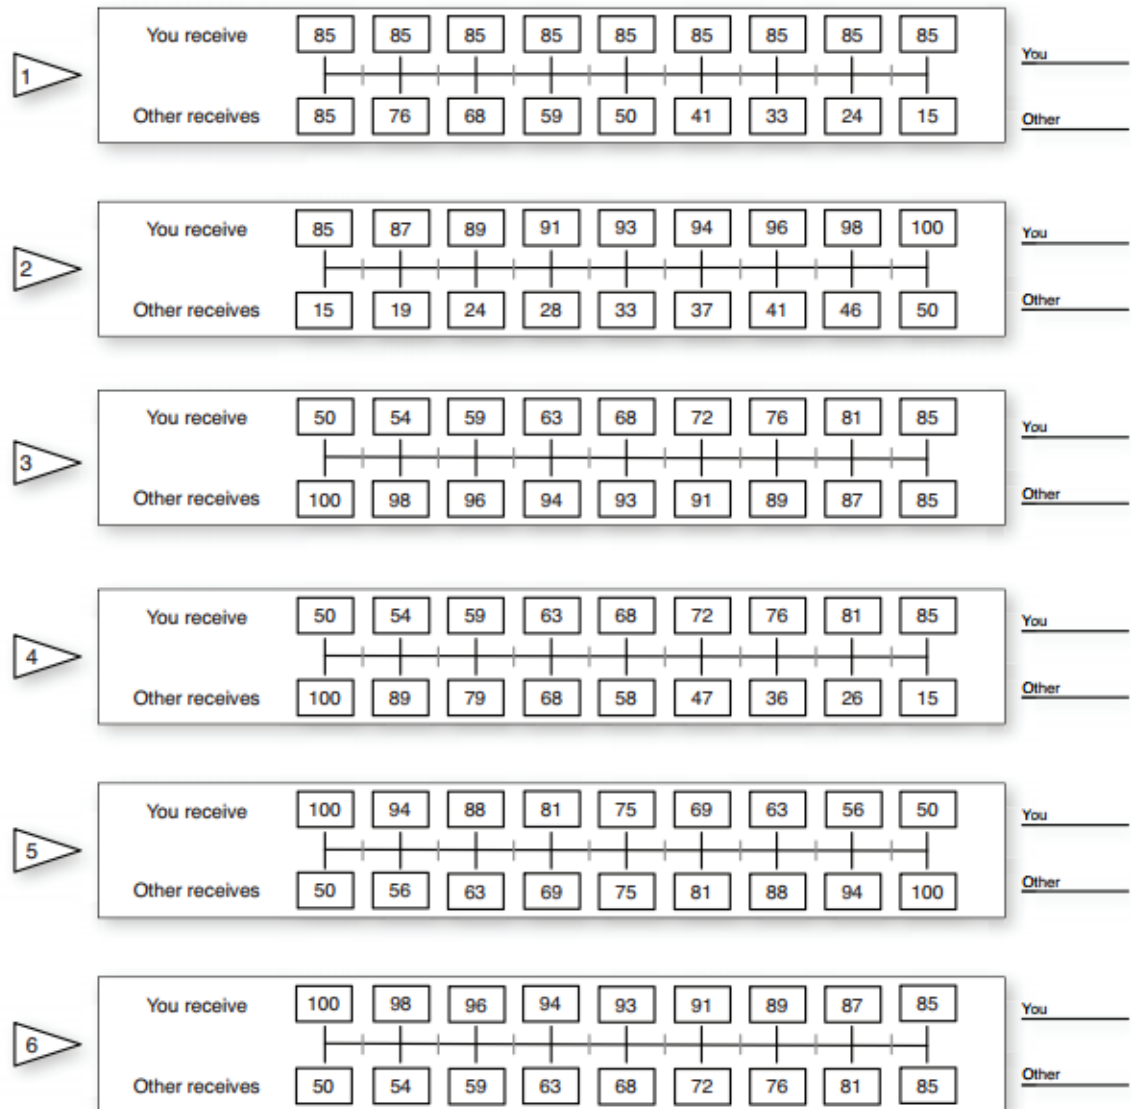 You receive 85 85 85 85 85 85 85 85 85
You
1
Other receives 85 76 68 59 50 41 33 24 15
Other
You receive 85 87 89 91 93 94 96 98 100
You
2
Other receives 15 19 24 28 33 37 41 46 50
Other
You receive 50 54 59 63 68 72 76 81 85
You
3
Other receives 100 98 96 94 93 91 89 87 85
Other
You receive 50 54 59 63 68 72 76 81 85
You
4
Other receives 100 89 79 68 58 47 36 26 15
Other
You receive 100 94 88 81 75 69 63 56 50
You
5
Other receives 50 56 63 69 75 81 88 94 100
Other
You receive 100 98 96 94 93 91 89 87 85
You
6
Other receives 50 54 59 63 68 72 76 81 85
Other